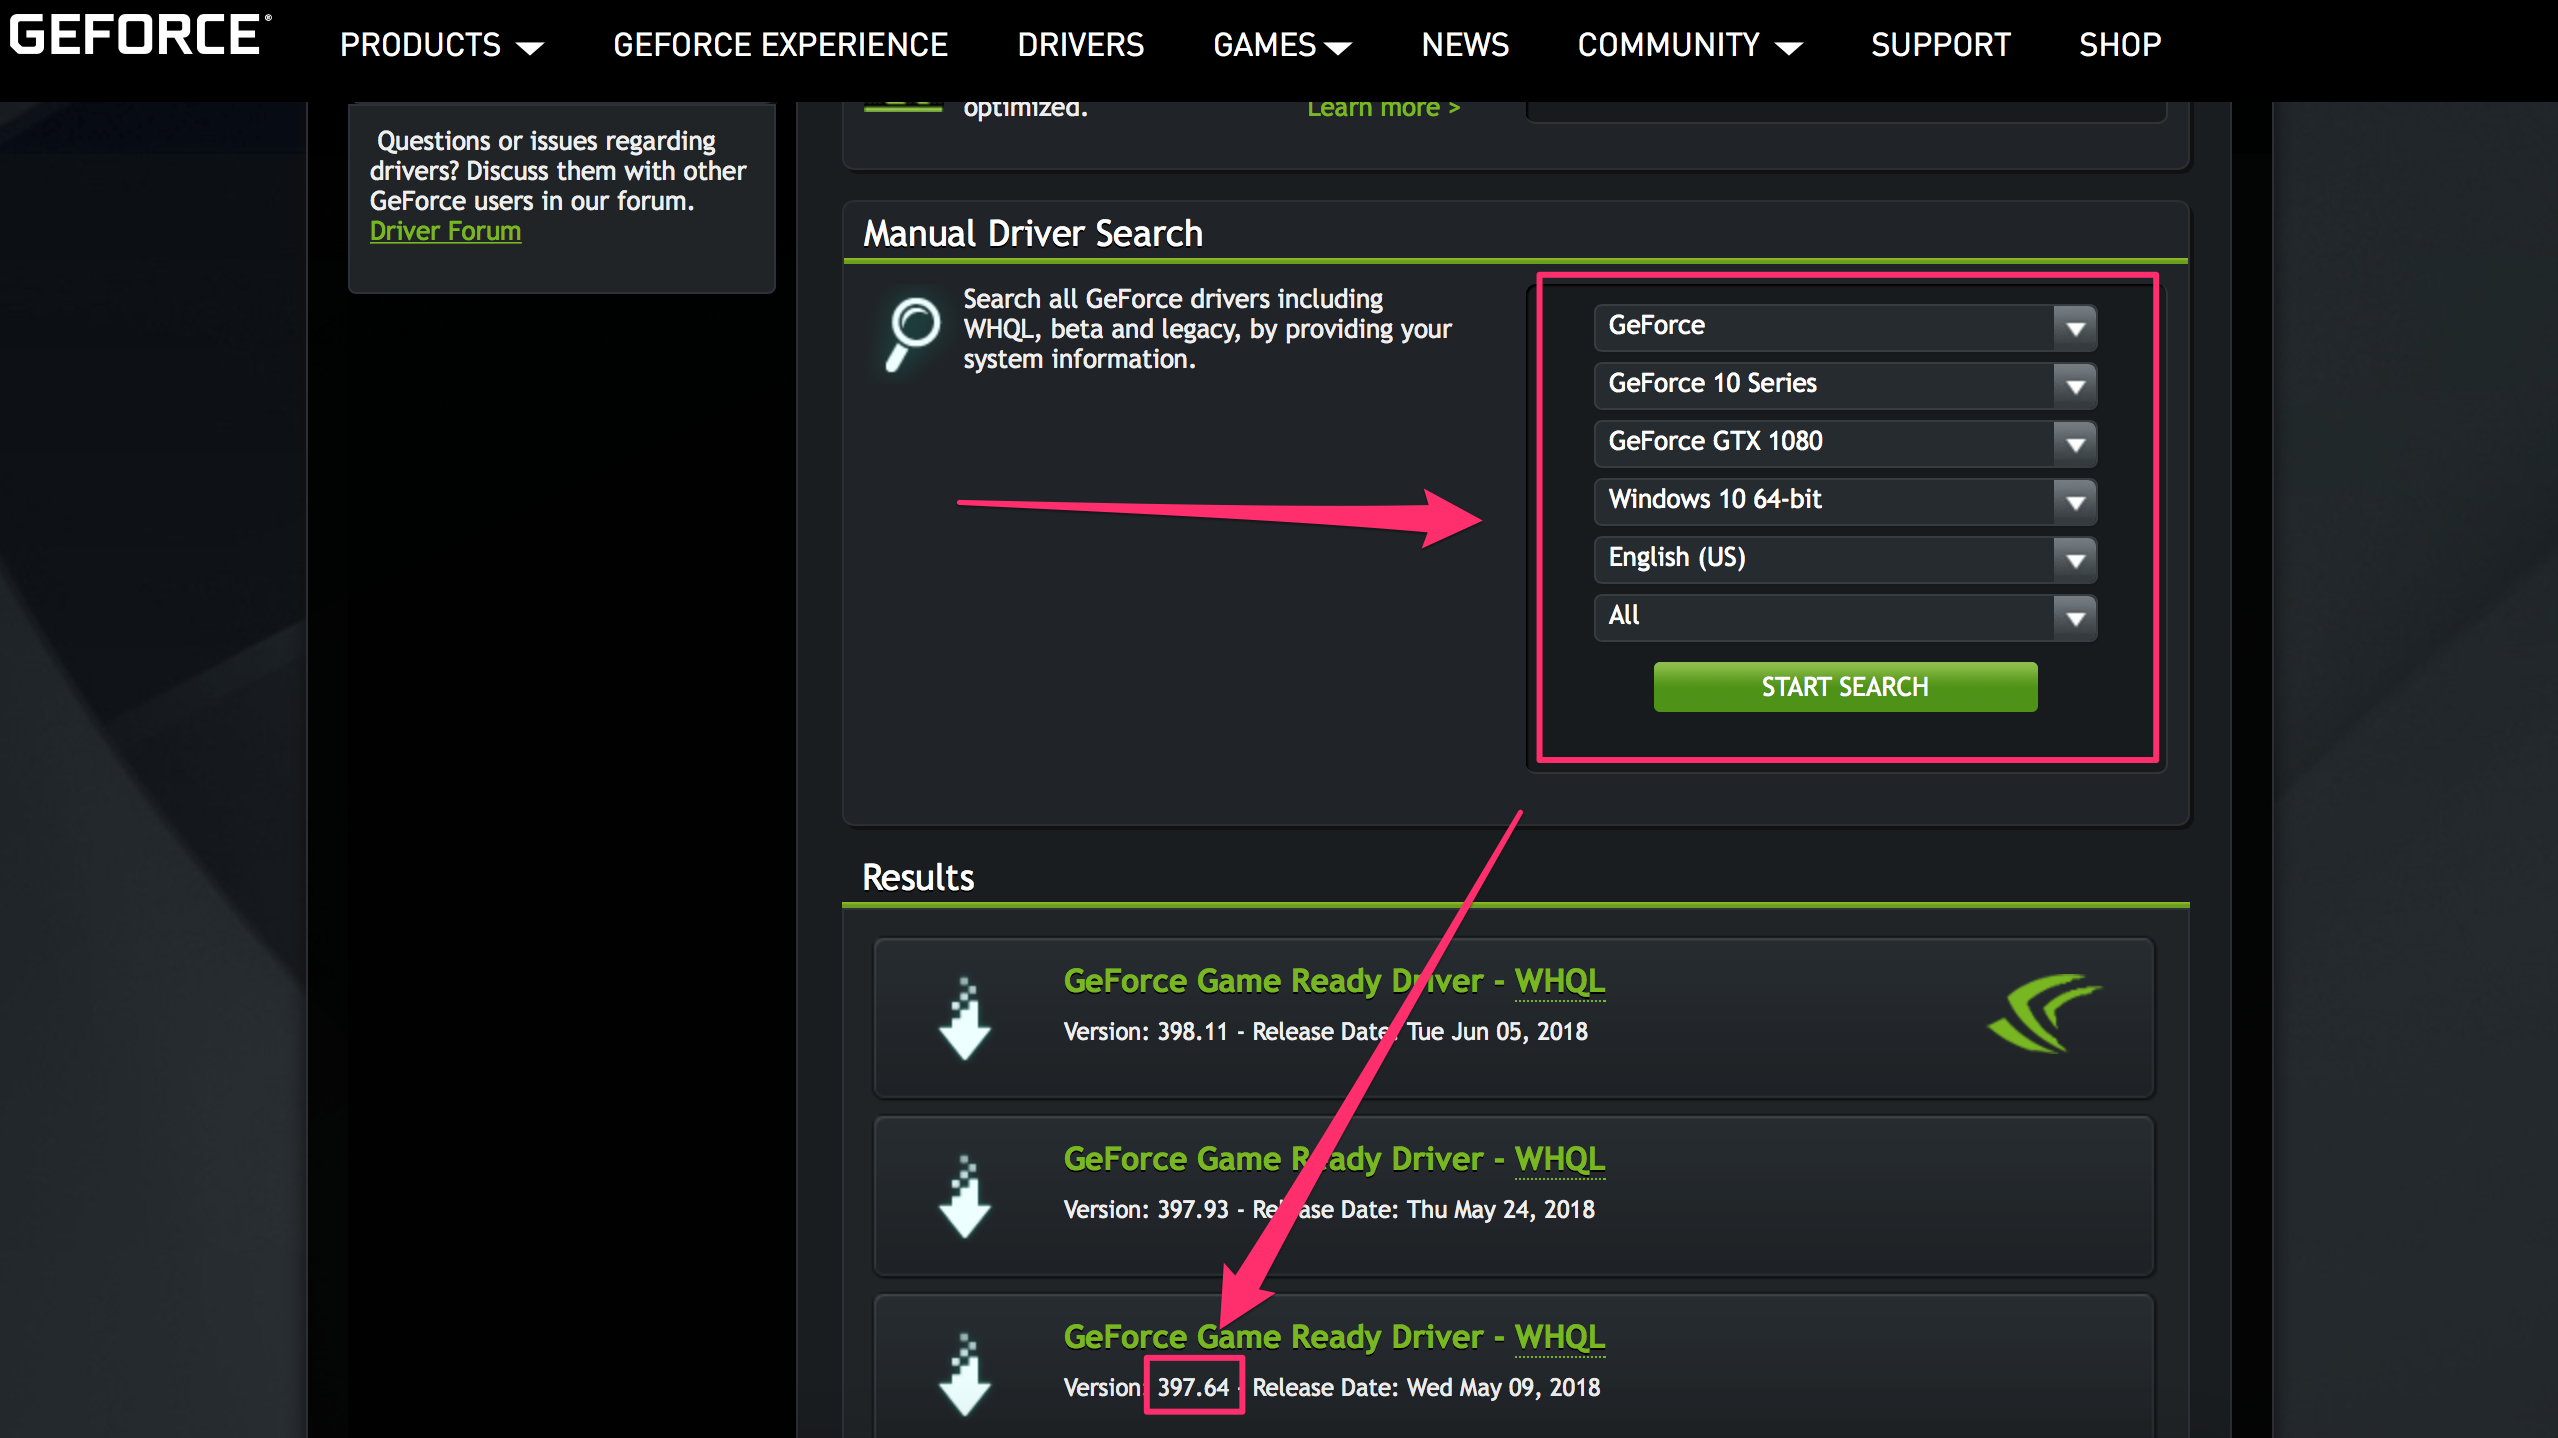 GEFORCE®
PRODUCTS
GEFORCE EXPERIENCE
DRIVERS
GAMES
NEWS
COMMUNITY
SUPPORT
SHOP
Questions or issues regarding
drivers? Discuss them with other
GeForce users in our forum.
Driver Forum
optimized.
Learn more >
Manual Driver Search
Search all GeForce drivers including
WHQL, beta and legacy, by providing your
system information.
GeForce
GeForce 10 Series
GeForce GTX 1080
Windows 10 64-bit
English (US)
All
START SEARCH
Results
GeForce Game Ready Driver - WHQL
Version: 398.11 - Release Date: Tue Jun 05, 2018
GeForce Game Ready Driver - WHQL
Version: 397.93 - Release Date: Thu May 24, 2018
GeForce Game Ready Driver - WHQL
Version: 397.64 - Release Date: Wed May 09, 2018